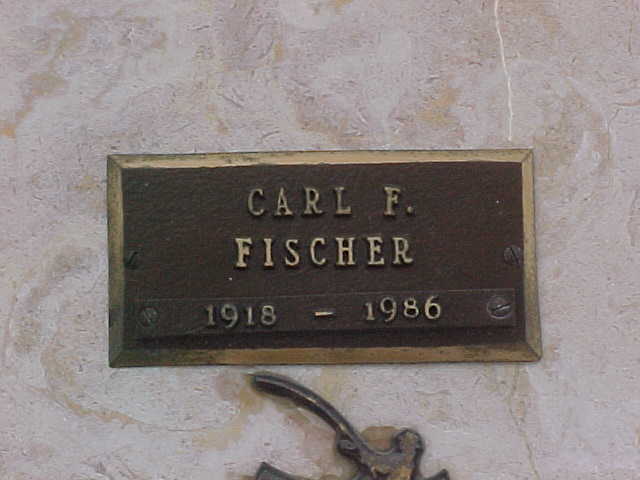 CARL F.
FISCHER
1918 - 1986